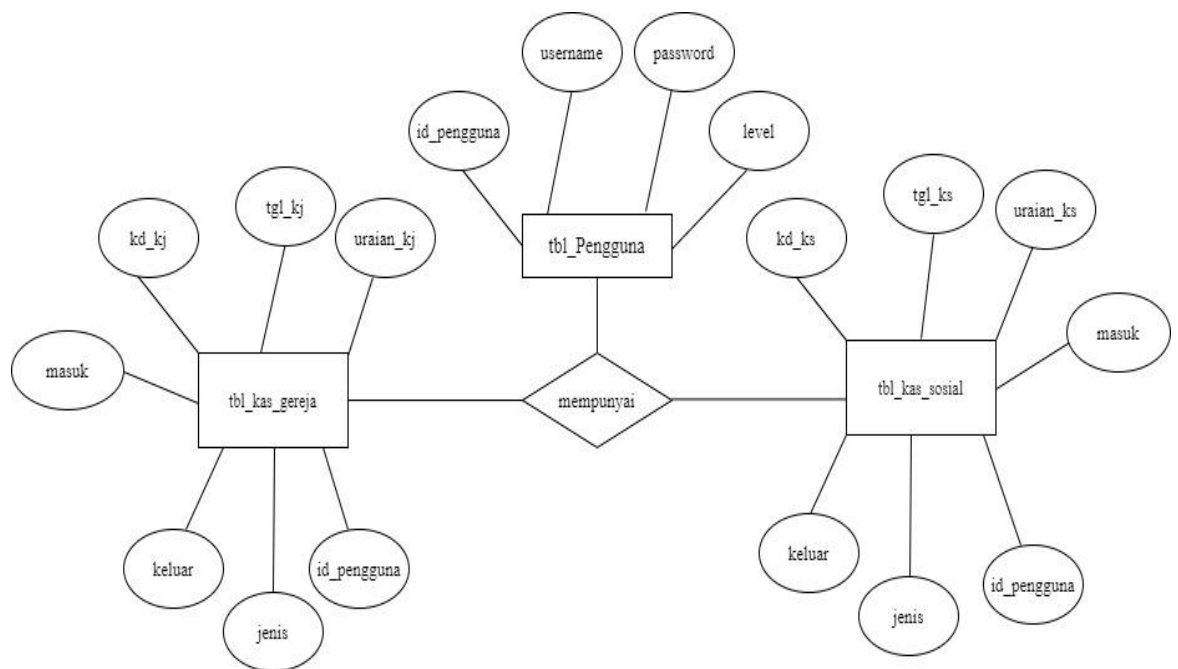 username
password
id_pengguna
level
tbl_Pengguna
kd_kj
tgl_kj
uraian_kj
masuk
tbl_kas_gereja
keluar
jenis
id_pengguna
mempunyai
kd_ks
tgl_ks
uraian_ks
masuk
tbl_kas_sosial
keluar
jenis
id_pengguna